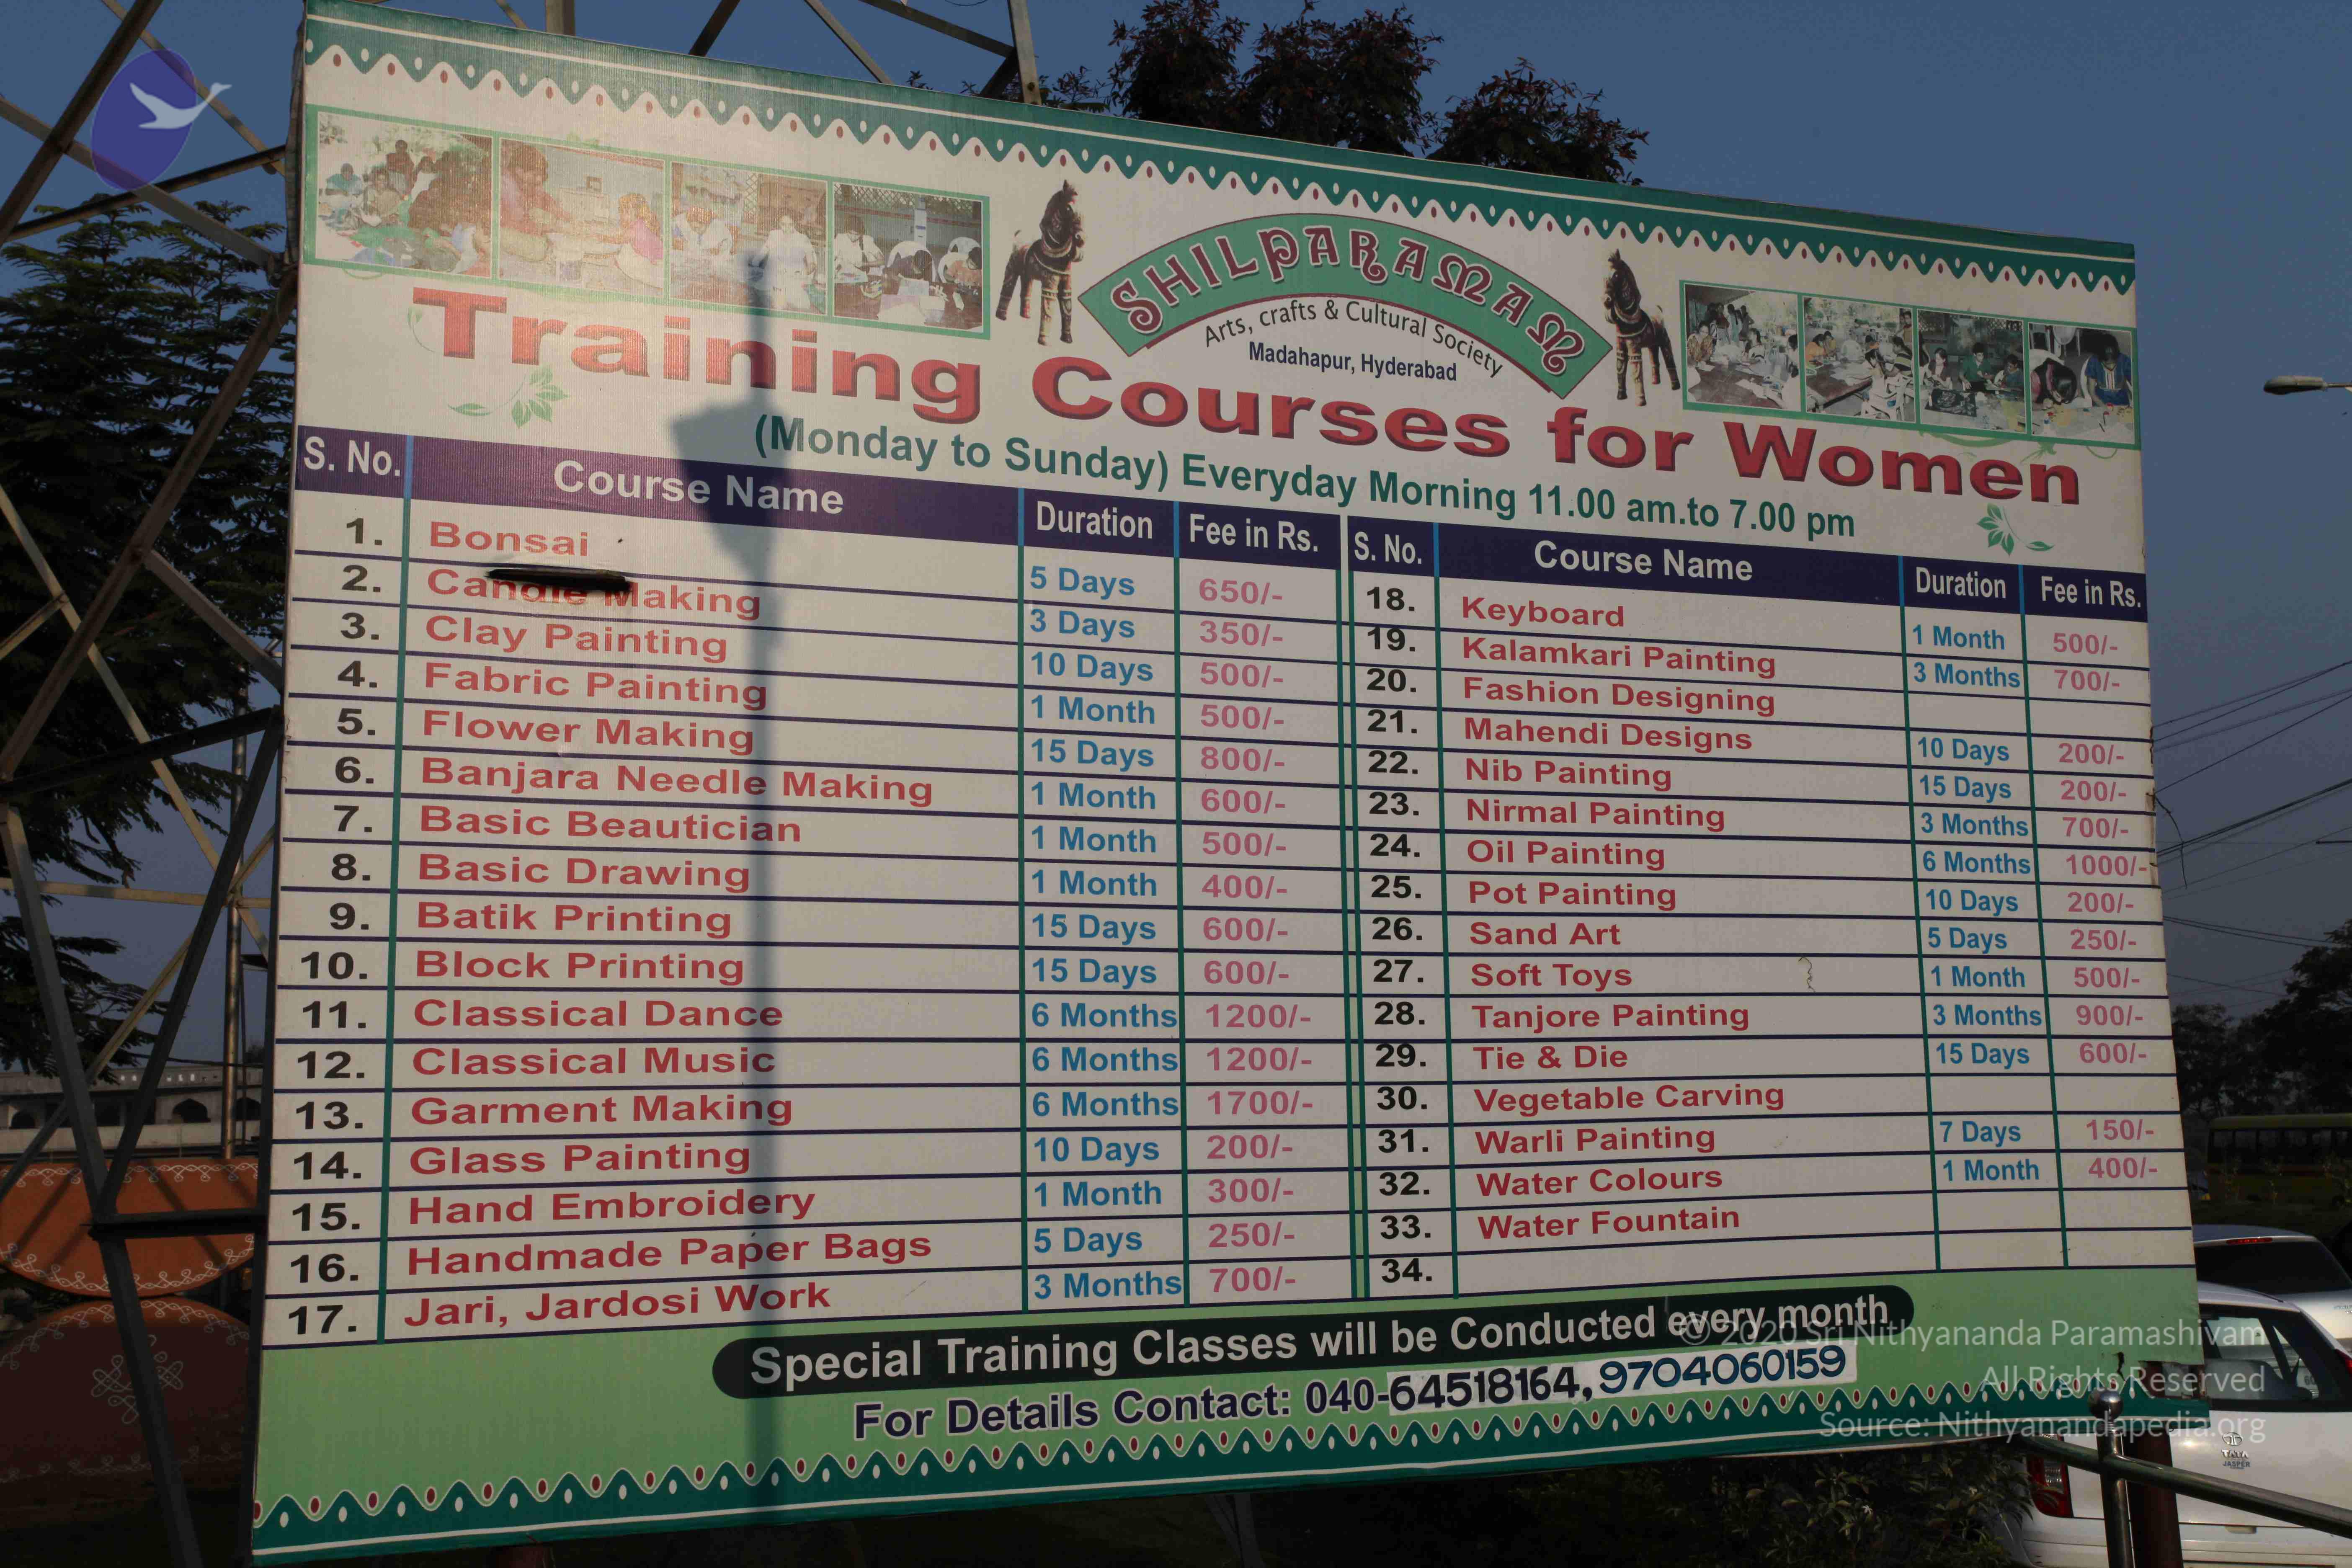 SHILPARAMAM
Arts, crafts & Cultural Society
Madahapur, Hyderabad
Training Courses for Women
(Monday to Sunday) Everyday Morning 11.00 am.to 7.00 pm
S. No. Course Name Duration Fee in Rs.
1. Bonsai 5 Days 650/-
2. Candle Making 3 Days 350/-
3. Clay Painting 10 Days 500/-
4. Fabric Painting 1 Month 500/-
5. Flower Making 15 Days 800/-
6. Banjara Needle Making 1 Month 600/-
7. Basic Beautician 1 Month 500/-
8. Basic Drawing 1 Month 400/-
9. Batik Printing 15 Days 600/-
10. Block Printing 15 Days 600/-
11. Classical Dance 6 Months 1200/-
12. Classical Music 6 Months 1200/-
13. Garment Making 6 Months 1700/-
14. Glass Painting 10 Days 200/-
15. Hand Embroidery 1 Month 300/-
16. Handmade Paper Bags 5 Days 250/-
17. Jari, Jardosi Work 3 Months 700/-
S. No. Course Name Duration Fee in Rs.
18. Keyboard 1 Month 500/-
19. Kalamkari Painting 3 Months 700/-
20. Fashion Designing
21. Mahendi Designs 10 Days 200/-
22. Nib Painting 15 Days 200/-
23. Nirmal Painting 3 Months 700/-
24. Oil Painting 6 Months 1000/-
25. Pot Painting 10 Days 200/-
26. Sand Art 5 Days 250/-
27. Soft Toys 1 Month 500/-
28. Tanjore Painting 3 Months 900/-
29. Tie & Die 15 Days 600/-
30. Vegetable Carving
31. Warli Painting 7 Days 150/-
32. Water Colours 1 Month 400/-
33. Water Fountain
34.
Special Training Classes will be Conducted every month
For Details Contact: 040-64518164, 9704060159
© 2020 Sri Nithyananda Paramashivam
All Rights Reserved
Source: Nithyanandapedia.org
TATA
JASPER